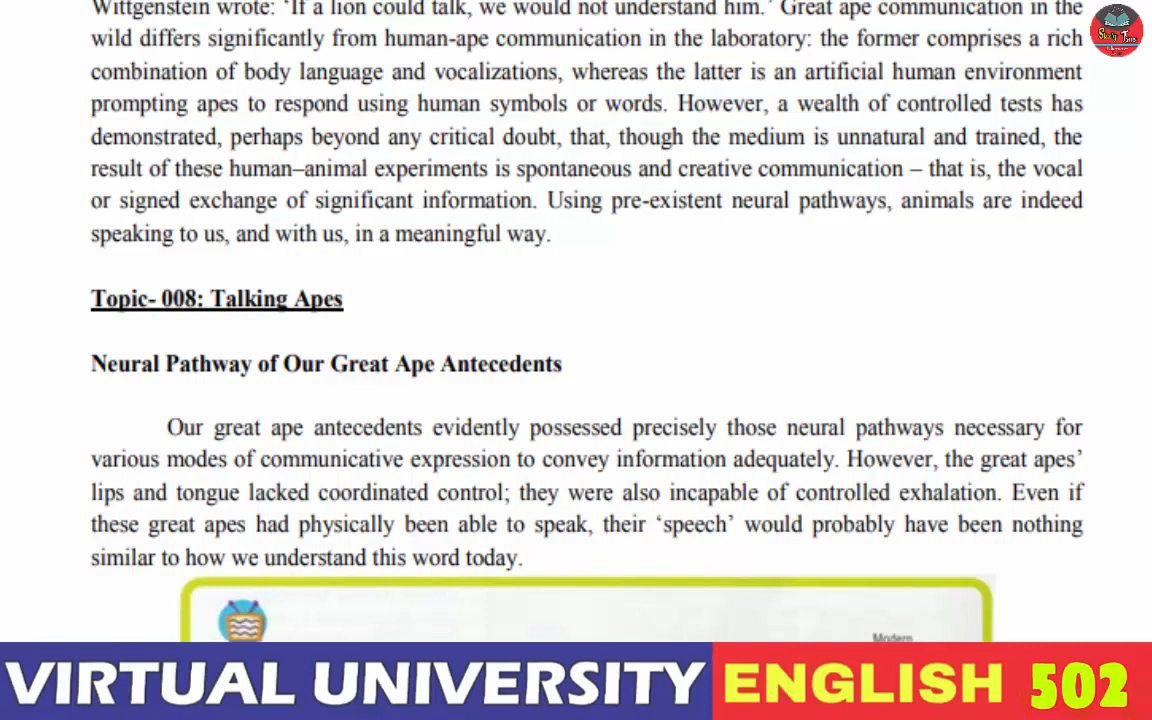 Wittgenstein wrote: 'If a lion could talk, we would not understand him.' Great ape communication in the
wild differs significantly from human-ape communication in the laboratory: the former comprises a rich
combination of body language and vocalizations, whereas the latter is an artificial human environment
prompting apes to respond using human symbols or words. However, a wealth of controlled tests has
demonstrated, perhaps beyond any critical doubt, that, though the medium is unnatural and trained, the
result of these human–animal experiments is spontaneous and creative communication – that is, the vocal
or signed exchange of significant information. Using pre-existent neural pathways, animals are indeed
speaking to us, and with us, in a meaningful way.
Topic- 008: Talking Apes
Neural Pathway of Our Great Ape Antecedents
Our great ape antecedents evidently possessed precisely those neural pathways necessary for
various modes of communicative expression to convey information adequately. However, the great apes'
lips and tongue lacked coordinated control; they were also incapable of controlled exhalation. Even if
these great apes had physically been able to speak, their 'speech' would probably have been nothing
similar to how we understand this word today.
Modern
VIRTUAL UNIVERSITY ENGLISH 502